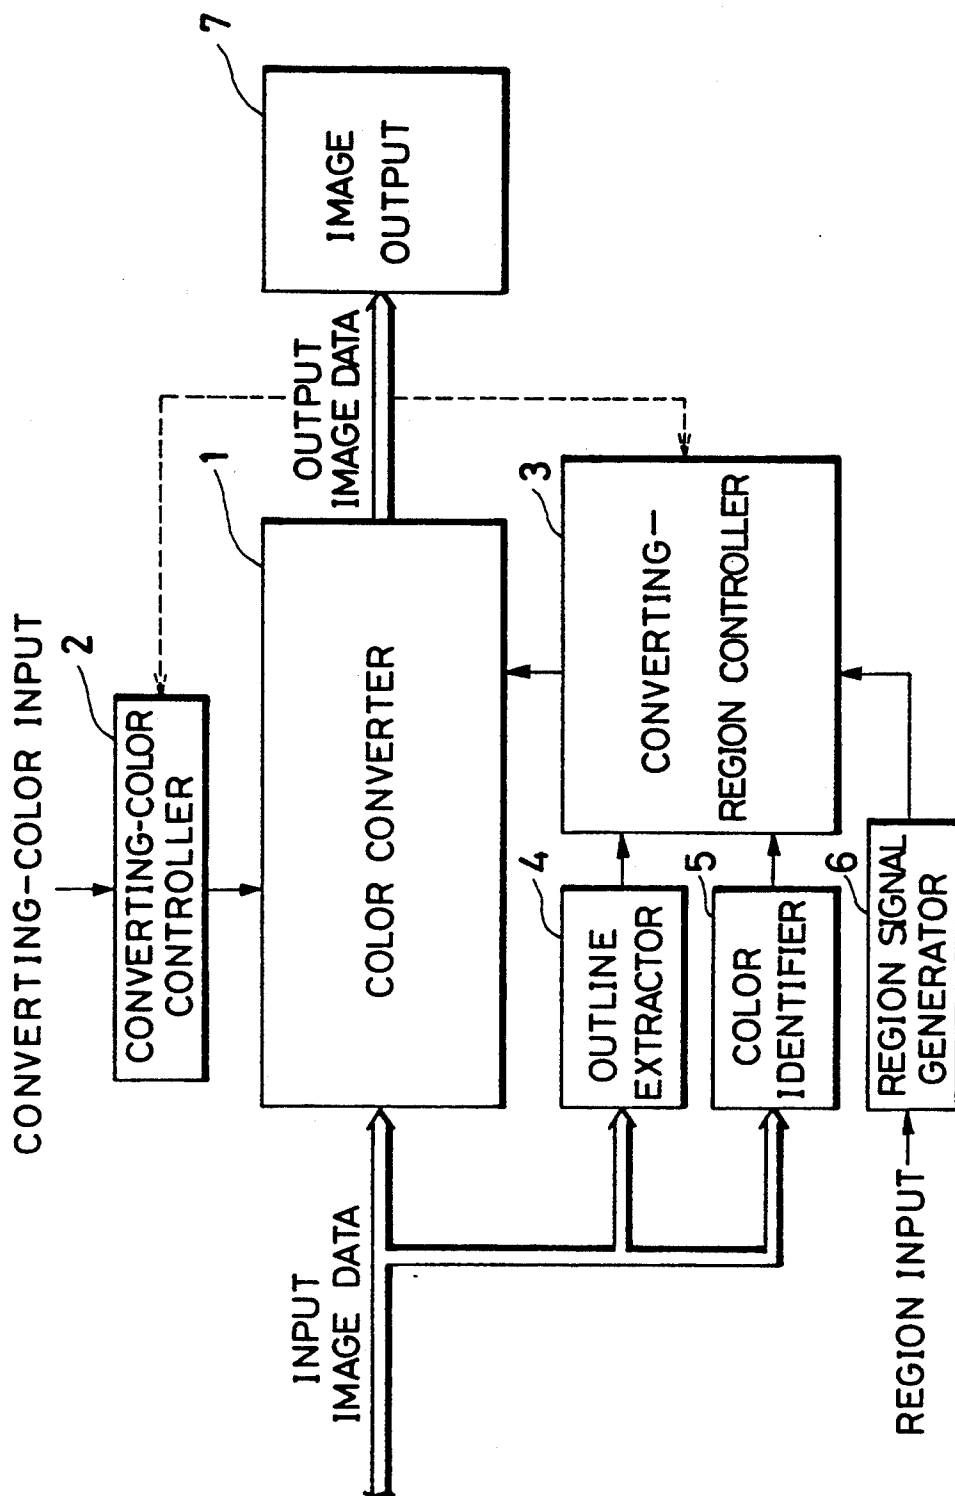 CONVERTING-COLOR INPUT
2
CONVERTING-COLOR
CONTROLLER
1
COLOR CONVERTER
INPUT
IMAGE DATA
OUTPUT
IMAGE DATA
7
IMAGE
OUTPUT
3
CONVERTING-
REGION CONTROLLER
4
OUTLINE
EXTRACTOR
5
COLOR
IDENTIFIER
6
REGION SIGNAL
GENERATOR
REGION INPUT